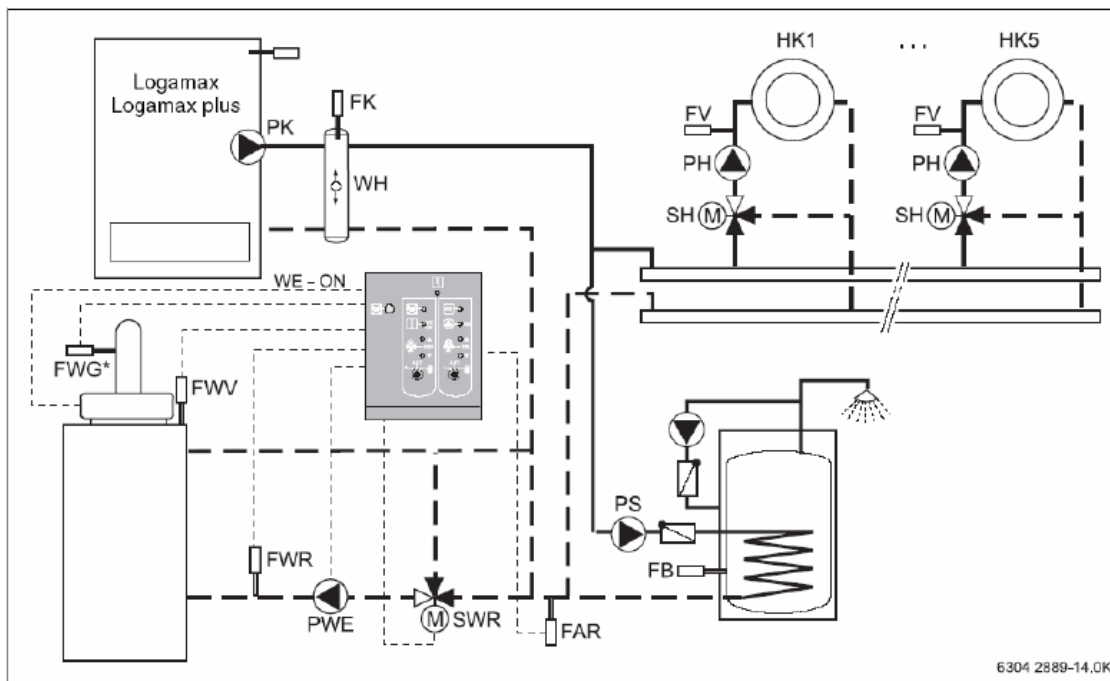 HK1 ... HK5
Logamax
Logamax plus
FK
FV FV
PK
PH PH
WH
SH M SH M
WE – ON
FWG*
FWV
PS
FWR
FB
PWE
M SWR
FAR
6304 2889-14.0K